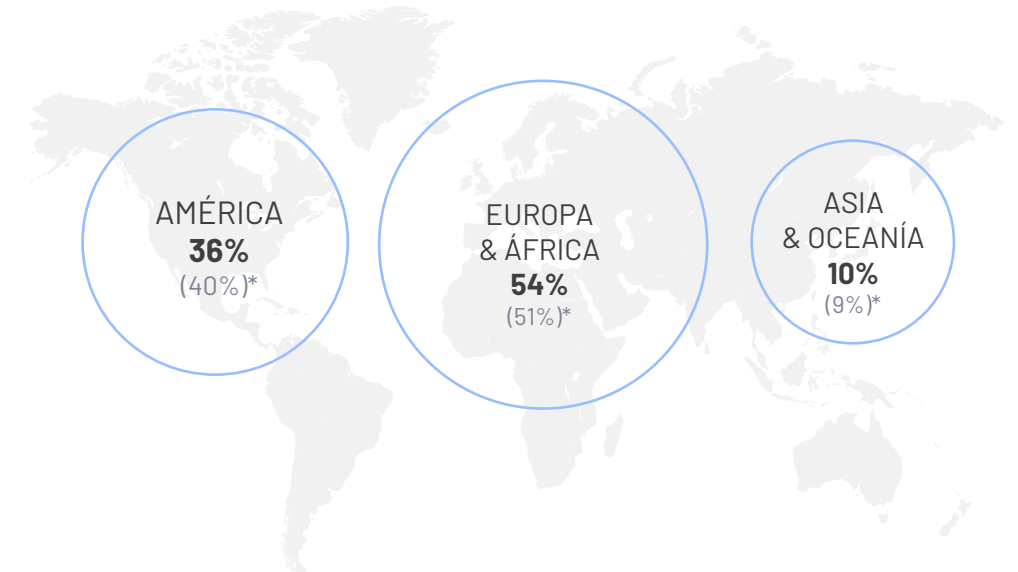 AMÉRICA
36%
(40%)*
EUROPA
& ÁFRICA
54%
(51%)*
ASIA
& OCEANÍA
10%
(9%)*